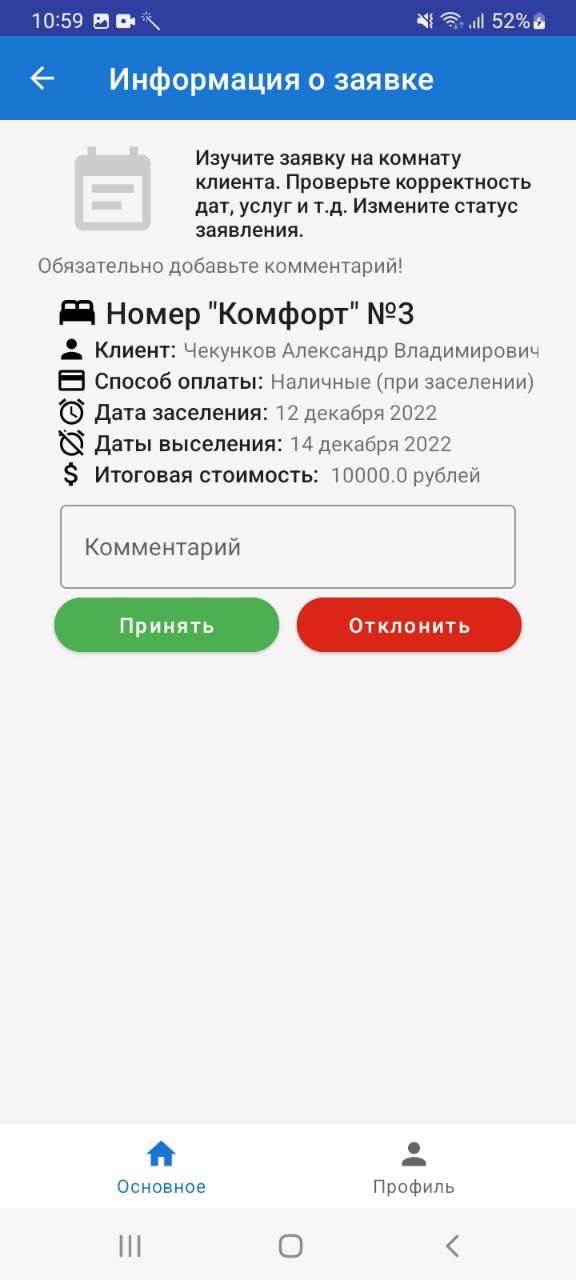 10:59 52%
Информация о заявке
Изучите заявку на комнату
клиента. Проверьте корректность
дат, услуг и т.д. Измените статус
заявления.
Обязательно добавьте комментарий!
Номер "Комфорт" №3
Клиент: Чекунков Александр Владимирович
Способ оплаты: Наличные (при заселении)
Дата заселения: 12 декабря 2022
Даты выселения: 14 декабря 2022
Итоговая стоимость: 10000.0 рублей
Комментарий
Принять Отклонить
Основное Профиль